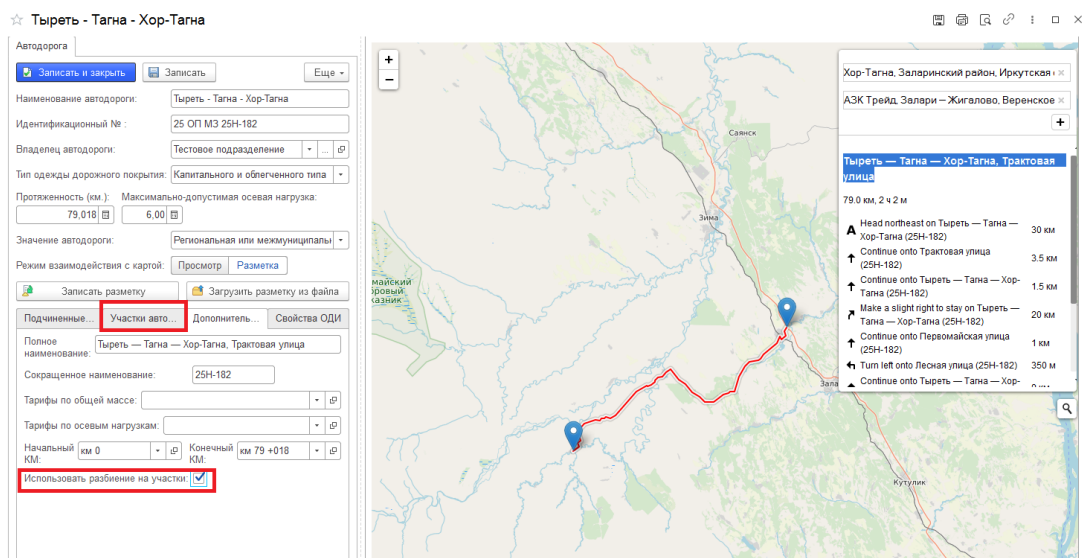 Тыреть - Тагна - Хор-Тагна
Автодорога
Записать и закрыть
Записать
Еще
Наименование автодороги:
Тыреть - Тагна - Хор-Тагна
Идентификационный № :
25 ОП МЗ 25Н-182
Владелец автодороги:
Тестовое подразделение
...
Тип одежды дорожного покрытия:
Капитального и облегченного типа
Протяженность (км.):
Максимально-допустимая осевая нагрузка:
79,018
6,00
Значение автодороги:
Региональная или межмуниципалы
Режим взаимодействия с картой:
Просмотр
Разметка
Записать разметку
Загрузить разметку из файла
Подчиненные...
Участки авто...
Дополнитель...
Свойства ОДИ
Полное
наименование:
Тыреть — Тагна — Хор-Тагна, Трактовая улица
Сокращенное наименование:
25Н-182
Тарифы по общей массе:
Тарифы по осевым нагрузкам:
Начальный
КМ:
км 0
Конечный
КМ:
км 79 +018
Использовать разбиение на участки:
+
−
Саянск
Зима
майский
Зала
Кутулик
Хор-Тагна, Заларинский район, Иркутская
×
АЗК Трейд, Залари – Жигалово, Веренское
×
+
Тыреть — Тагна — Хор-Тагна, Трактовая
улица
79.0 км, 2 ч 2 м
Head northeast on Тыреть — Тагна —
Хор-Тагна (25Н-182)
30 км
Continue onto Трактовая улица
(25Н-182)
3.5 км
Continue onto Тыреть — Тагна — Хор-
Тагна (25Н-182)
1.5 км
Make a slight right to stay on Тыреть —
Тагна — Хор-Тагна (25Н-182)
20 км
Continue onto Первомайская улица
(25Н-182)
1 км
Turn left onto Лесная улица (25Н-182)
350 м
Continue onto Тыреть — Тагна — Хор-